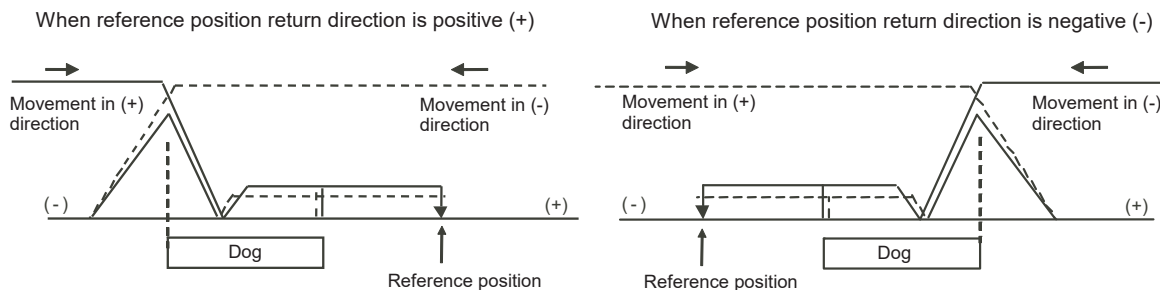 When reference position return direction is positive (+)
Movement in (+)
direction
Movement in (-)
direction
(-)
(+)
Dog
Reference position
When reference position return direction is negative (-)
Movement in (+)
direction
Movement in (-)
direction
(-)
(+)
Dog
Reference position